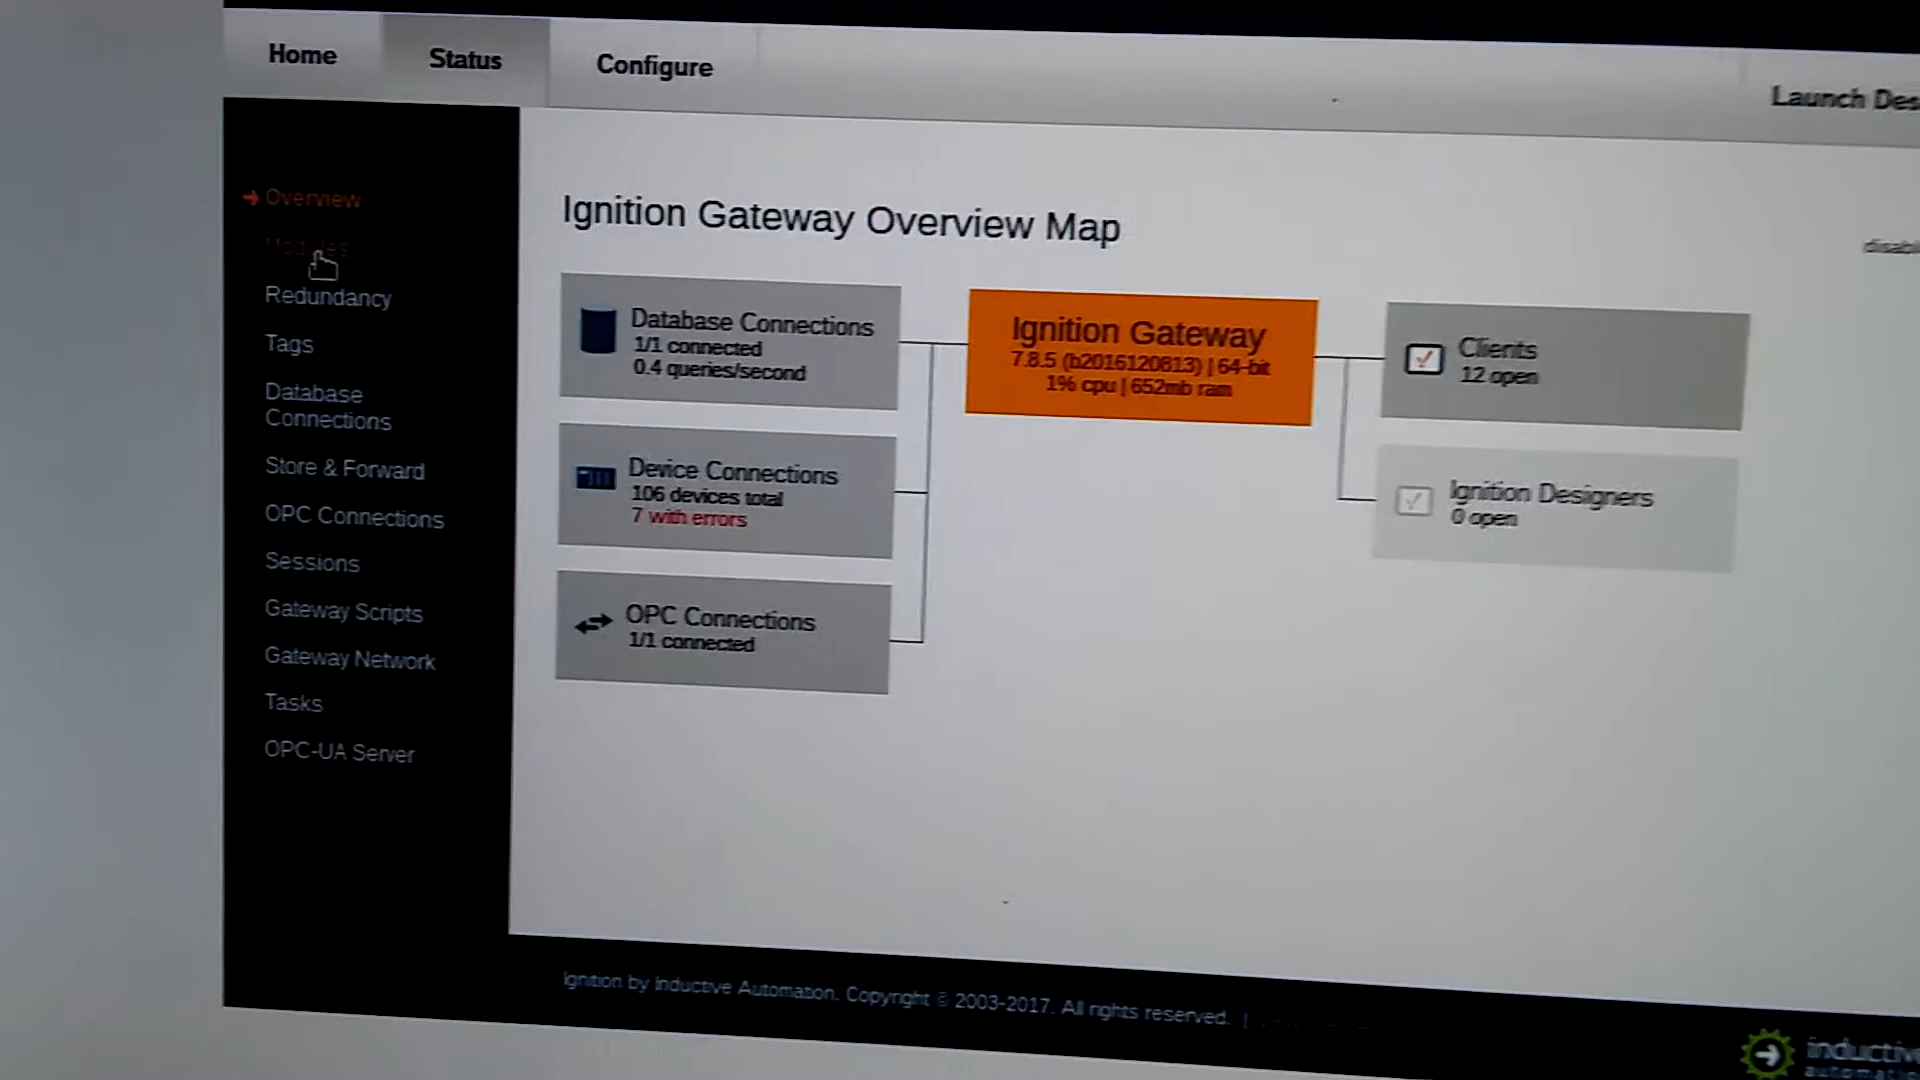 Home
Status
Configure
Launch Des
Overview
Modules
Redundancy
Tags
Database
Connections
Store & Forward
OPC Connections
Sessions
Gateway Scripts
Gateway Network
Tasks
OPC-UA Server
Ignition Gateway Overview Map
disabl
Database Connections
1/1 connected
0.4 queries/second
Device Connections
106 devices total
7 with errors
OPC Connections
1/1 connected
Ignition Gateway
7.8.5 (b2016120813) | 64-bit
1% cpu | 652mb ram
Clients
12 open
Ignition Designers
0 open
Ignition by Inductive Automation. Copyright © 2003-2017. All rights reserved. |
inductive
automati